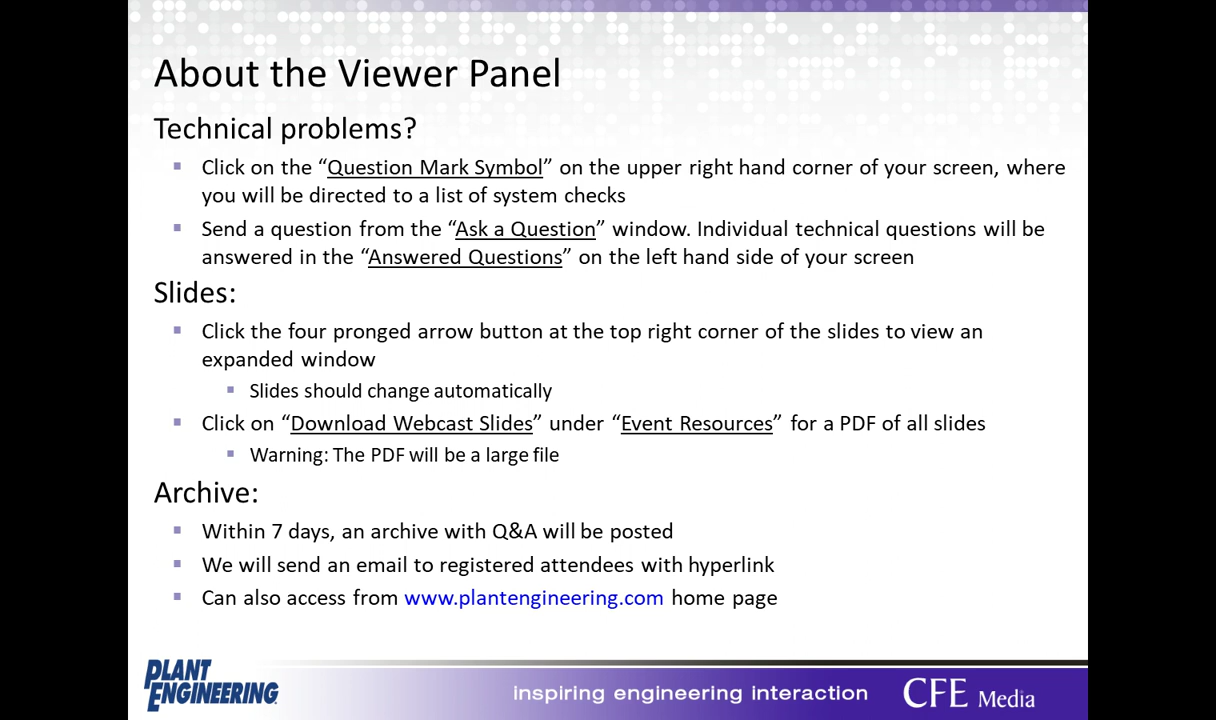 About the Viewer Panel
Technical problems?
Click on the “Question Mark Symbol” on the upper right hand corner of your screen, where
you will be directed to a list of system checks
Send a question from the “Ask a Question” window. Individual technical questions will be
answered in the “Answered Questions” on the left hand side of your screen
Slides:
Click the four pronged arrow button at the top right corner of the slides to view an
expanded window
Slides should change automatically
Click on “Download Webcast Slides” under “Event Resources” for a PDF of all slides
Warning: The PDF will be a large file
Archive:
Within 7 days, an archive with Q&A will be posted
We will send an email to registered attendees with hyperlink
Can also access from www.plantengineering.com home page
PLANT
ENGINEERING
inspiring engineering interaction
CFE Media